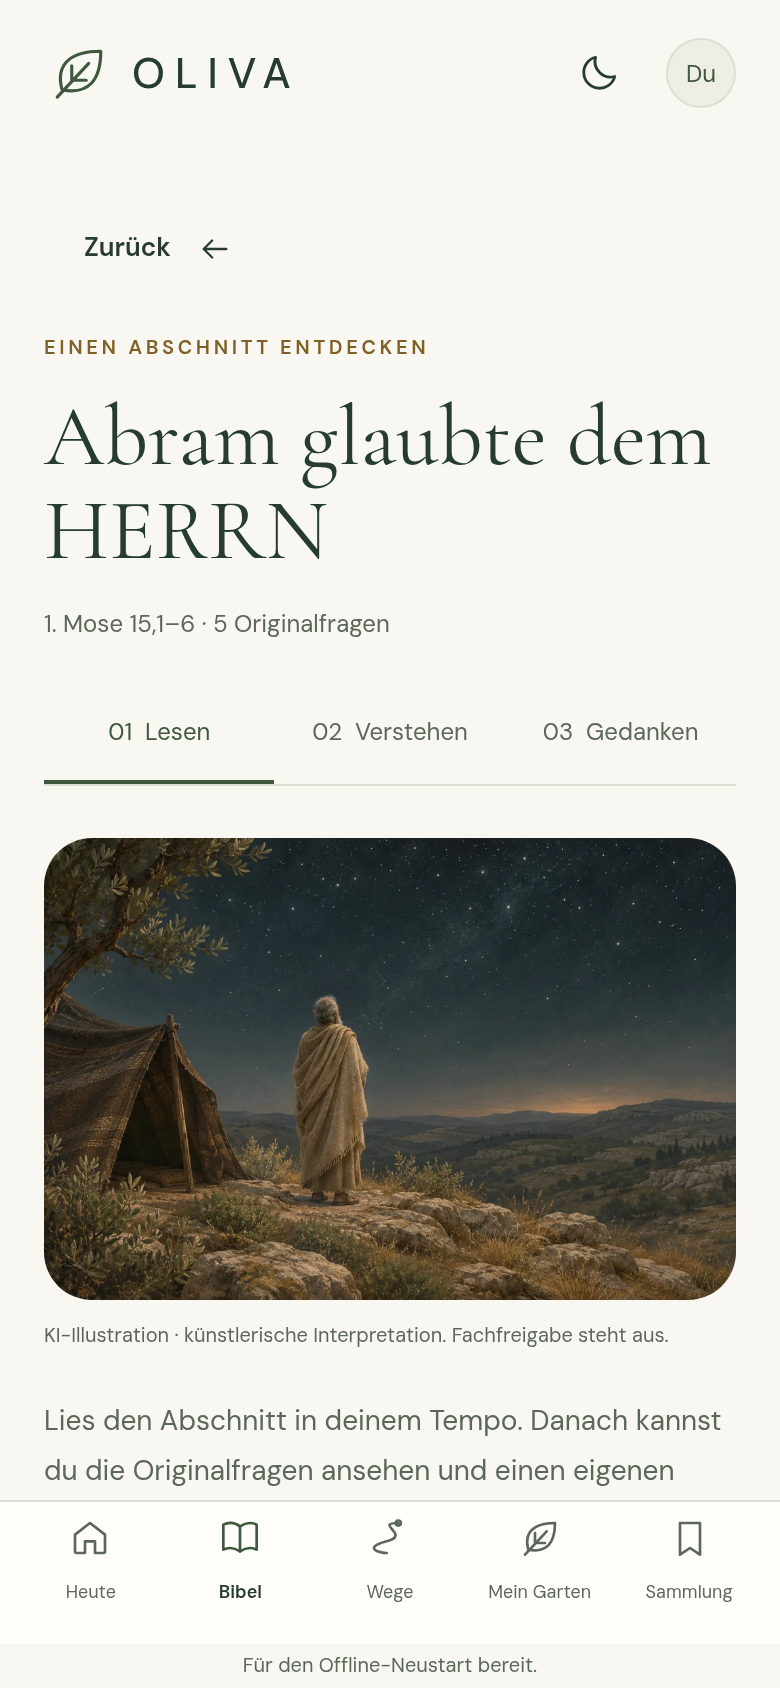 OLIVA
Du
Zurück
EINEN ABSCHNITT ENTDECKEN
Abram glaubte dem
HERRN
1. Mose 15,1–6 · 5 Originalfragen
01 Lesen
02 Verstehen
03 Gedanken
KI-Illustration · künstlerische Interpretation. Fachfreigabe steht aus.
Lies den Abschnitt in deinem Tempo. Danach kannst
du die Originalfragen ansehen und einen eigenen
Heute
Bibel
Wege
Mein Garten
Sammlung
Für den Offline-Neustart bereit.